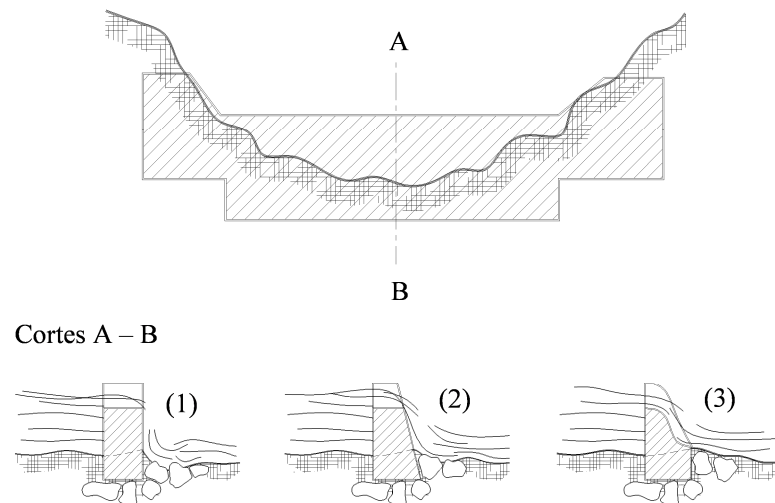 A
B
Cortes A – B
(1)
(2)
(3)